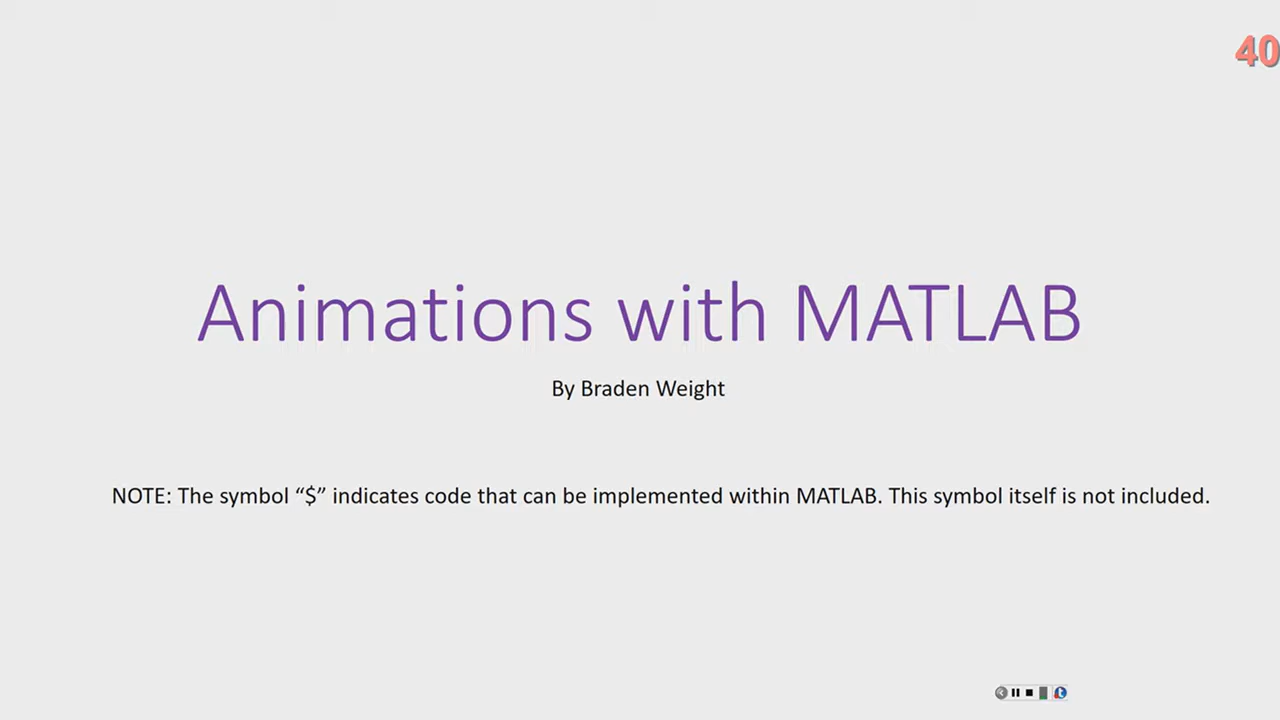 40
Animations with MATLAB
By Braden Weight
NOTE: The symbol “$” indicates code that can be implemented within MATLAB. This symbol itself is not included.